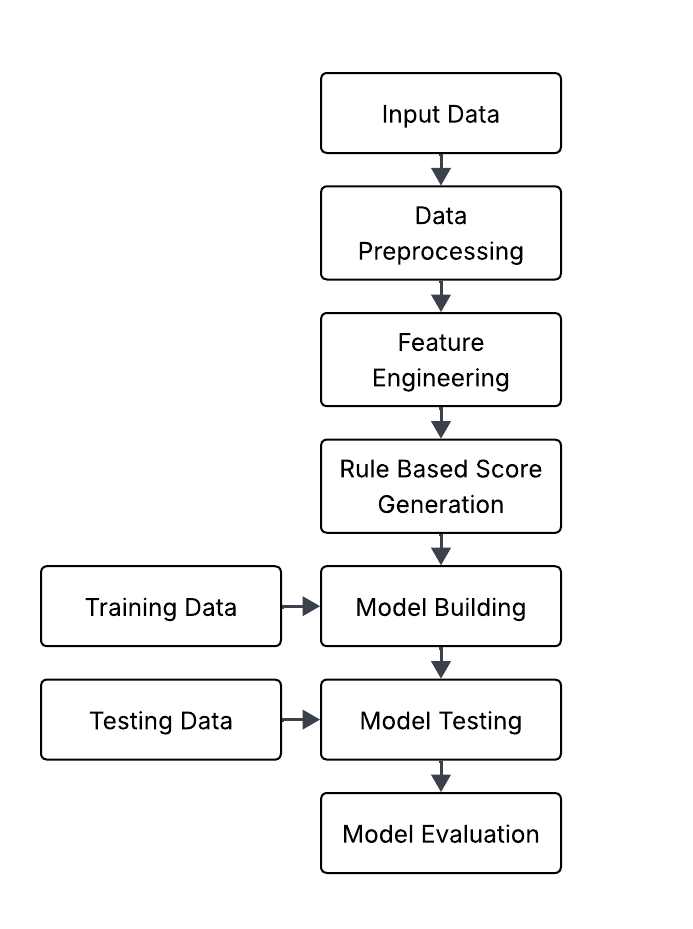 Input Data
Data
Preprocessing
Feature
Engineering
Rule Based Score
Generation
Training Data
Model Building
Testing Data
Model Testing
Model Evaluation